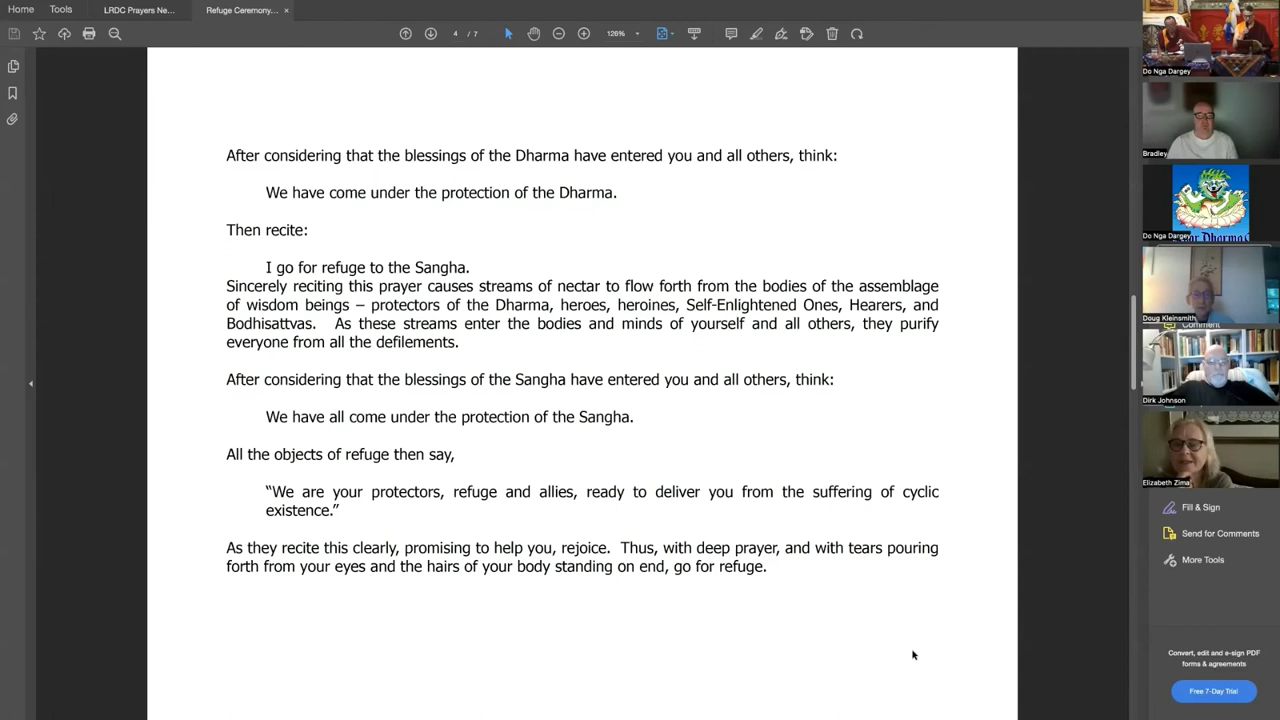 Home
Tools
LRDC Prayers Ne...
Refuge Ceremony...
×
4 / 7
126%
After considering that the blessings of the Dharma have entered you and all others, think:
We have come under the protection of the Dharma.
Then recite:
I go for refuge to the Sangha.
Sincerely reciting this prayer causes streams of nectar to flow forth from the bodies of the assemblage
of wisdom beings – protectors of the Dharma, heroes, heroines, Self-Enlightened Ones, Hearers, and
Bodhisattvas. As these streams enter the bodies and minds of yourself and all others, they purify
everyone from all the defilements.
After considering that the blessings of the Sangha have entered you and all others, think:
We have all come under the protection of the Sangha.
All the objects of refuge then say,
“We are your protectors, refuge and allies, ready to deliver you from the suffering of cyclic
existence.”
As they recite this clearly, promising to help you, rejoice. Thus, with deep prayer, and with tears pouring
forth from your eyes and the hairs of your body standing on end, go for refuge.
Do Nga Dargey
Bradley
Do Nga Dargey
Dharma
Doug Kleinsmith
Comment
Dirk Johnson
Elizabeth Zima
Fill & Sign
Send for Comments
More Tools
Convert, edit and e-sign PDF
forms & agreements
Free 7-Day Trial